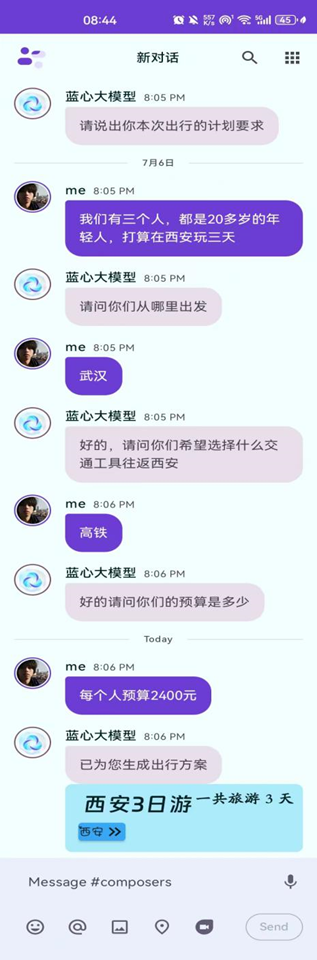 08:44
557
K/s
5G
45
新对话
蓝心大模型 8:05 PM
请说出你本次出行的计划要求
7月6日
me 8:05 PM
我们有三个人，都是20多岁的年
轻人，打算在西安玩三天
蓝心大模型 8:05 PM
请问你们从哪里出发
me 8:05 PM
武汉
蓝心大模型 8:05 PM
好的，请问你们希望选择什么交
通工具往返西安
me 8:06 PM
高铁
蓝心大模型 8:06 PM
好的请问你们的预算是多少
Today
me 8:06 PM
每个人预算2400元
蓝心大模型 8:06 PM
已为您生成出行方案
西安3日游 一共旅游 3 天
西安
Message #composers
Send